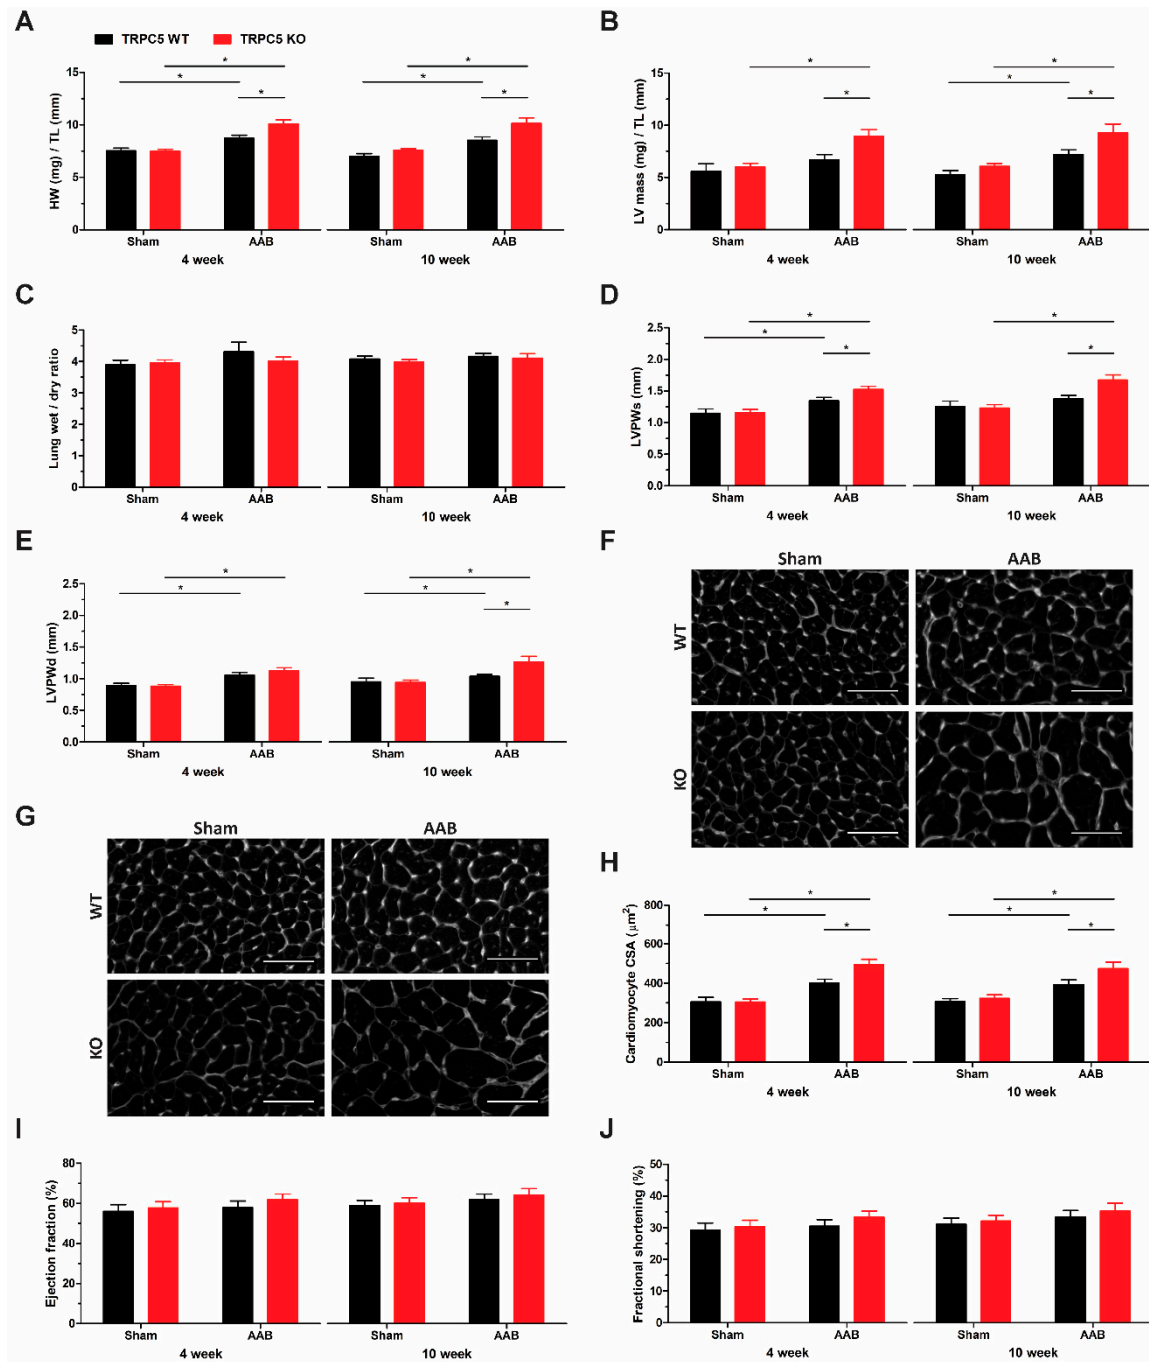 A
TRPC5 WT
TRPC5 KO
HW (mg) / TL (mm)
15
10
5
0
*
*
*
*
*
*
Sham
AAB
Sham
AAB
4 week
10 week
B
LV mass (mg) / TL (mm)
15
10
5
0
*
*
*
*
*
Sham
AAB
Sham
AAB
4 week
10 week
C
Lung wet / dry ratio
5
4
3
2
1
0
Sham
AAB
Sham
AAB
4 week
10 week
D
LVPWs (mm)
2.5
2.0
1.5
1.0
0.5
0.0
*
*
*
*
*
Sham
AAB
Sham
AAB
4 week
10 week
E
LVPWd (mm)
2.5
2.0
1.5
1.0
0.5
0.0
*
*
*
*
*
Sham
AAB
Sham
AAB
4 week
10 week
F
Sham
AAB
WT
KO
G
Sham
AAB
WT
KO
H
Cardiomyocyte CSA (μm²)
800
600
400
200
0
*
*
*
*
*
*
Sham
AAB
Sham
AAB
4 week
10 week
I
Ejection fraction (%)
80
60
40
20
0
Sham
AAB
Sham
AAB
4 week
10 week
J
Fractional shortening (%)
50
40
30
20
10
0
Sham
AAB
Sham
AAB
4 week
10 week